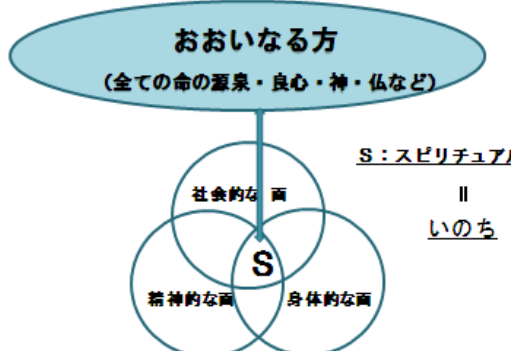 おおいなる方
(全ての命の源泉・良心・神・仏など)
S:スピリチュアル
社会的な 面
=
いのち
S
精神的な面
身体的な面